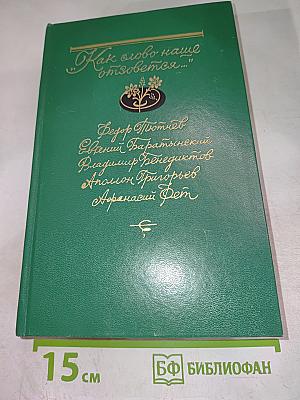 „Как слово наше
отзовется..."
Федор Тютчев
Евгений Баратынский
Владимир Бенедиктов
Аполлон Григорьев
Афанасий Фет
15 см
БФ БИБЛИОФАН